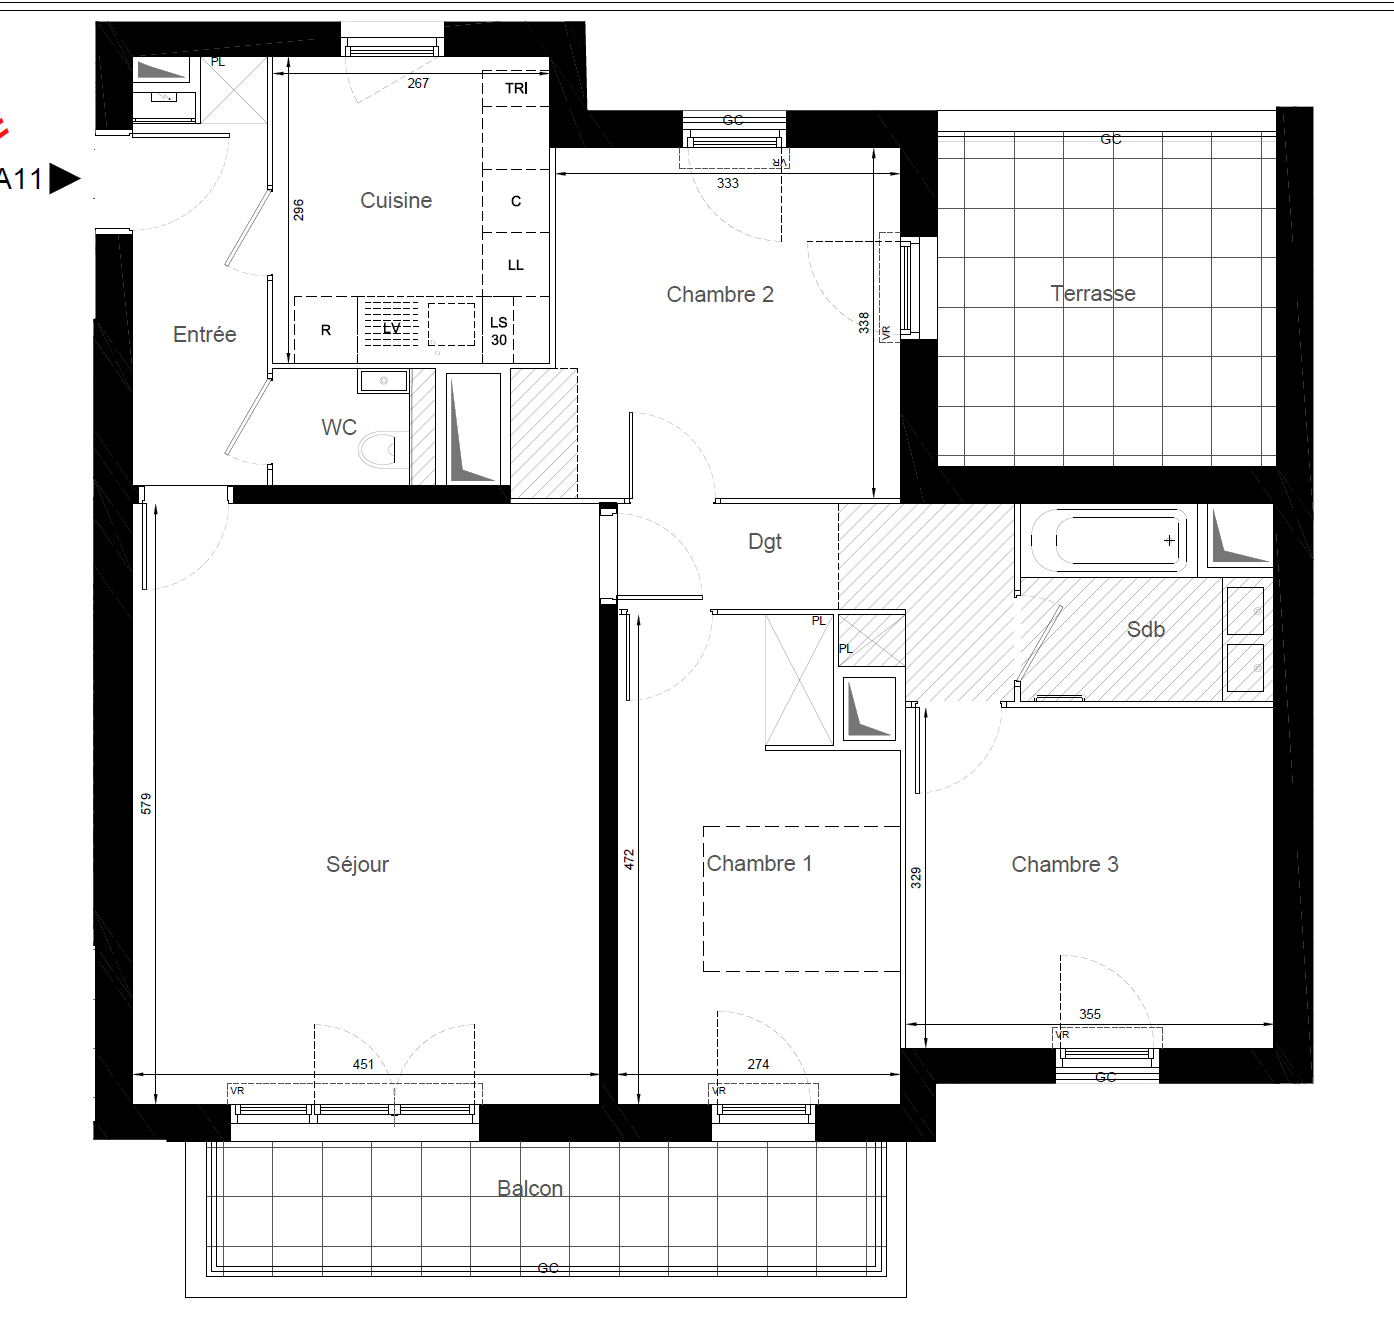 PL
267
TRI
GC
GC
VR
A11
333
Cuisine
296
C
LL
Chambre 2
Terrasse
338
VR
Entrée
R
LV
LS
30
WC
Dgt
PL
PL
Sdb
579
Séjour
472
Chambre 1
329
Chambre 3
355
VR
451
274
VR
VR
GC
Balcon
GC